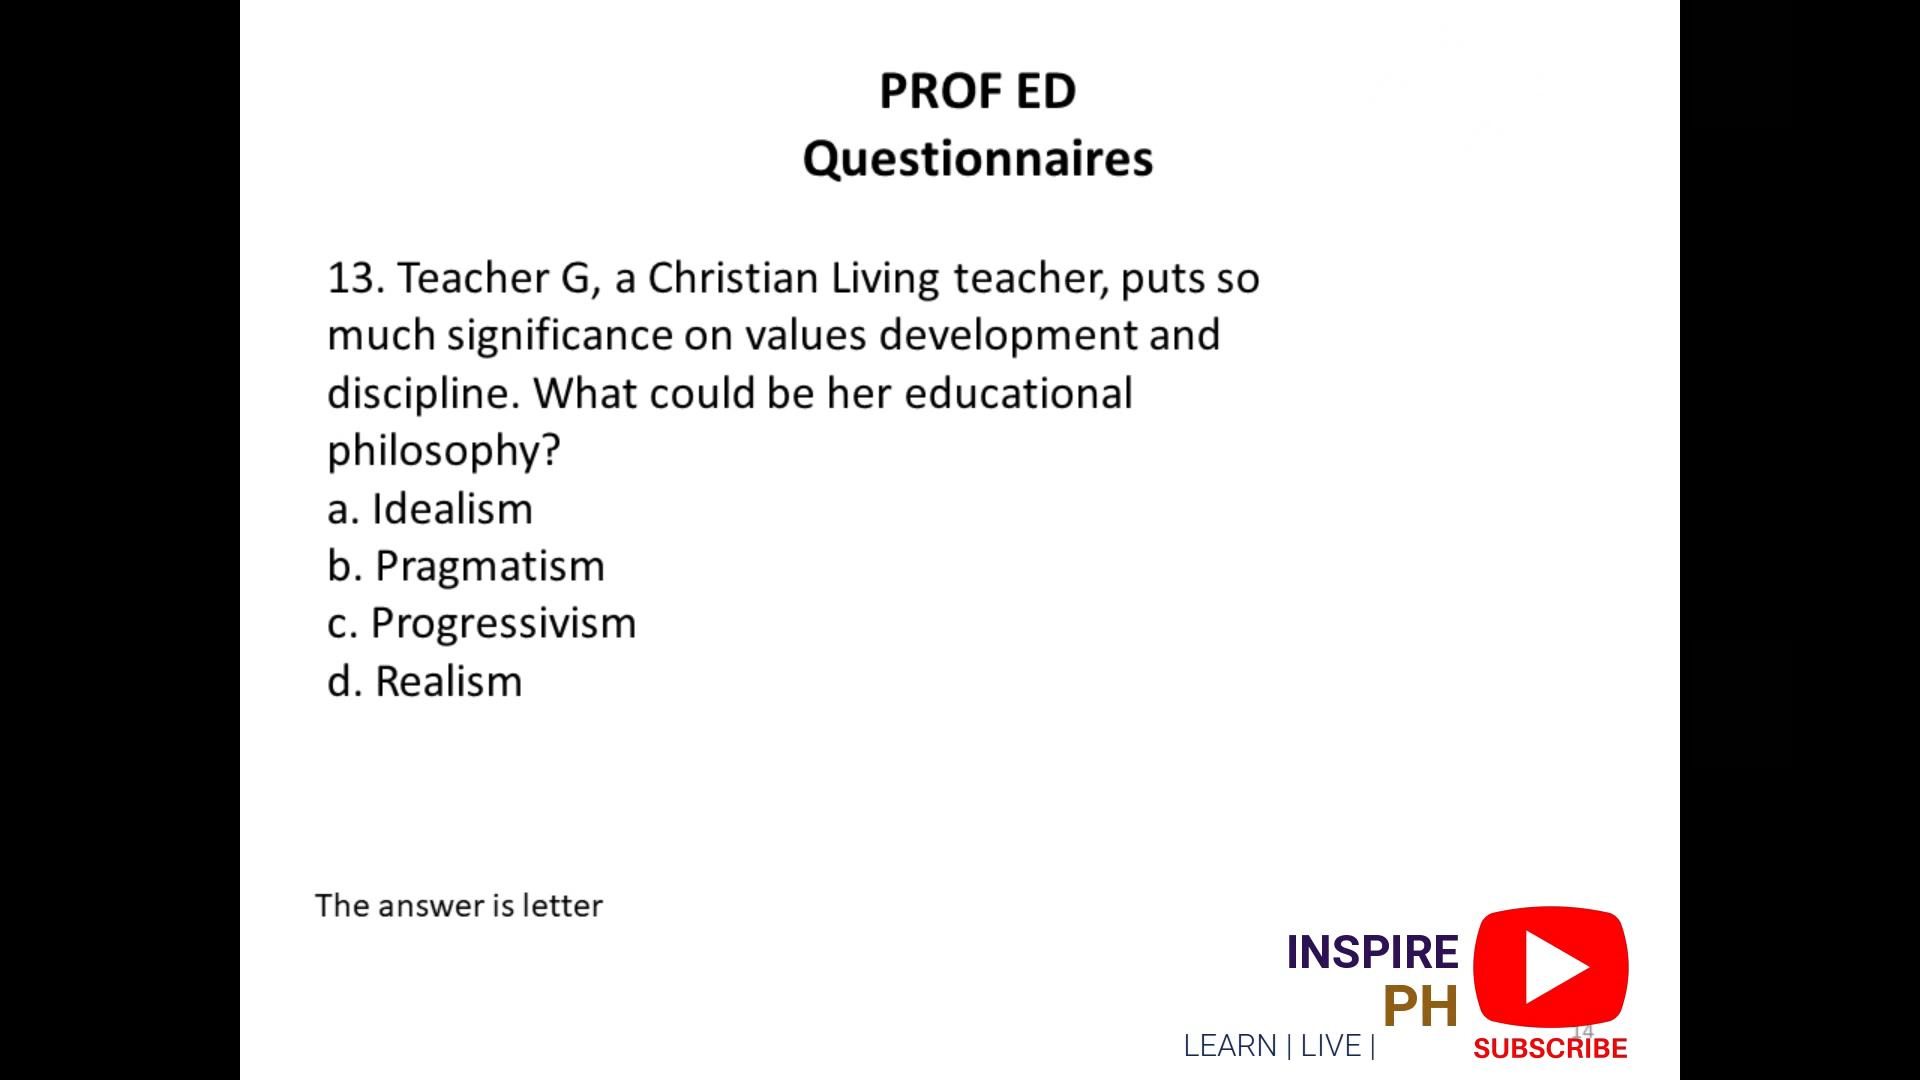 PROF ED
Questionnaires
13. Teacher G, a Christian Living teacher, puts so
much significance on values development and
discipline. What could be her educational
philosophy?
a. Idealism
b. Pragmatism
c. Progressivism
d. Realism
The answer is letter
INSPIRE
PH
LEARN | LIVE |
14
SUBSCRIBE